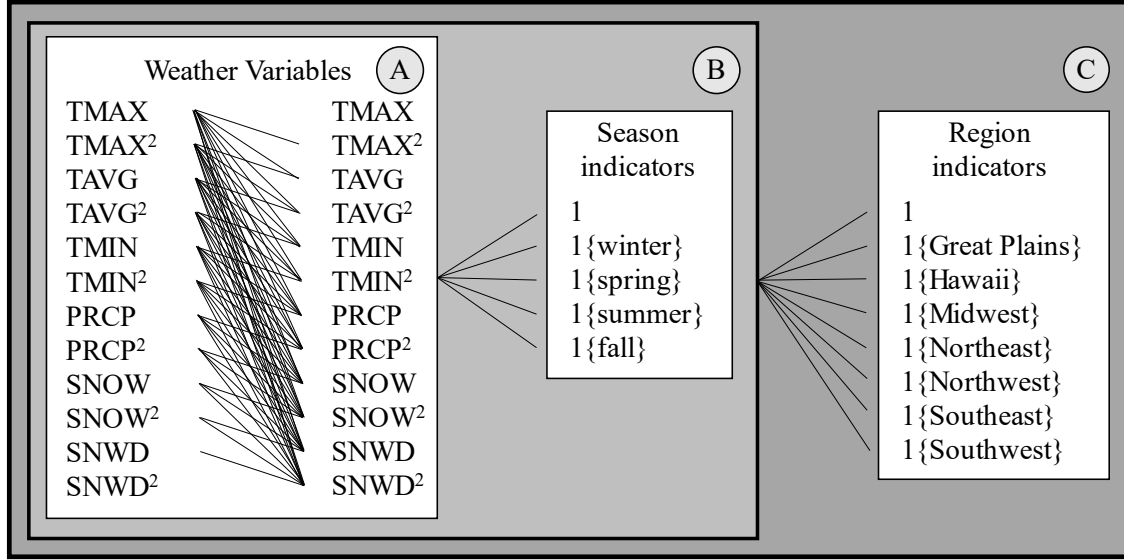 Weather Variables
A
TMAX TMAX
TMAX² TMAX²
TAVG TAVG
TAVG² TAVG²
TMIN TMIN
TMIN² TMIN²
PRCP PRCP
PRCP² PRCP²
SNOW SNOW
SNOW² SNOW²
SNWD SNWD
SNWD² SNWD²
B
Season
indicators
1
1{winter}
1{spring}
1{summer}
1{fall}
C
Region
indicators
1
1{Great Plains}
1{Hawaii}
1{Midwest}
1{Northeast}
1{Northwest}
1{Southeast}
1{Southwest}